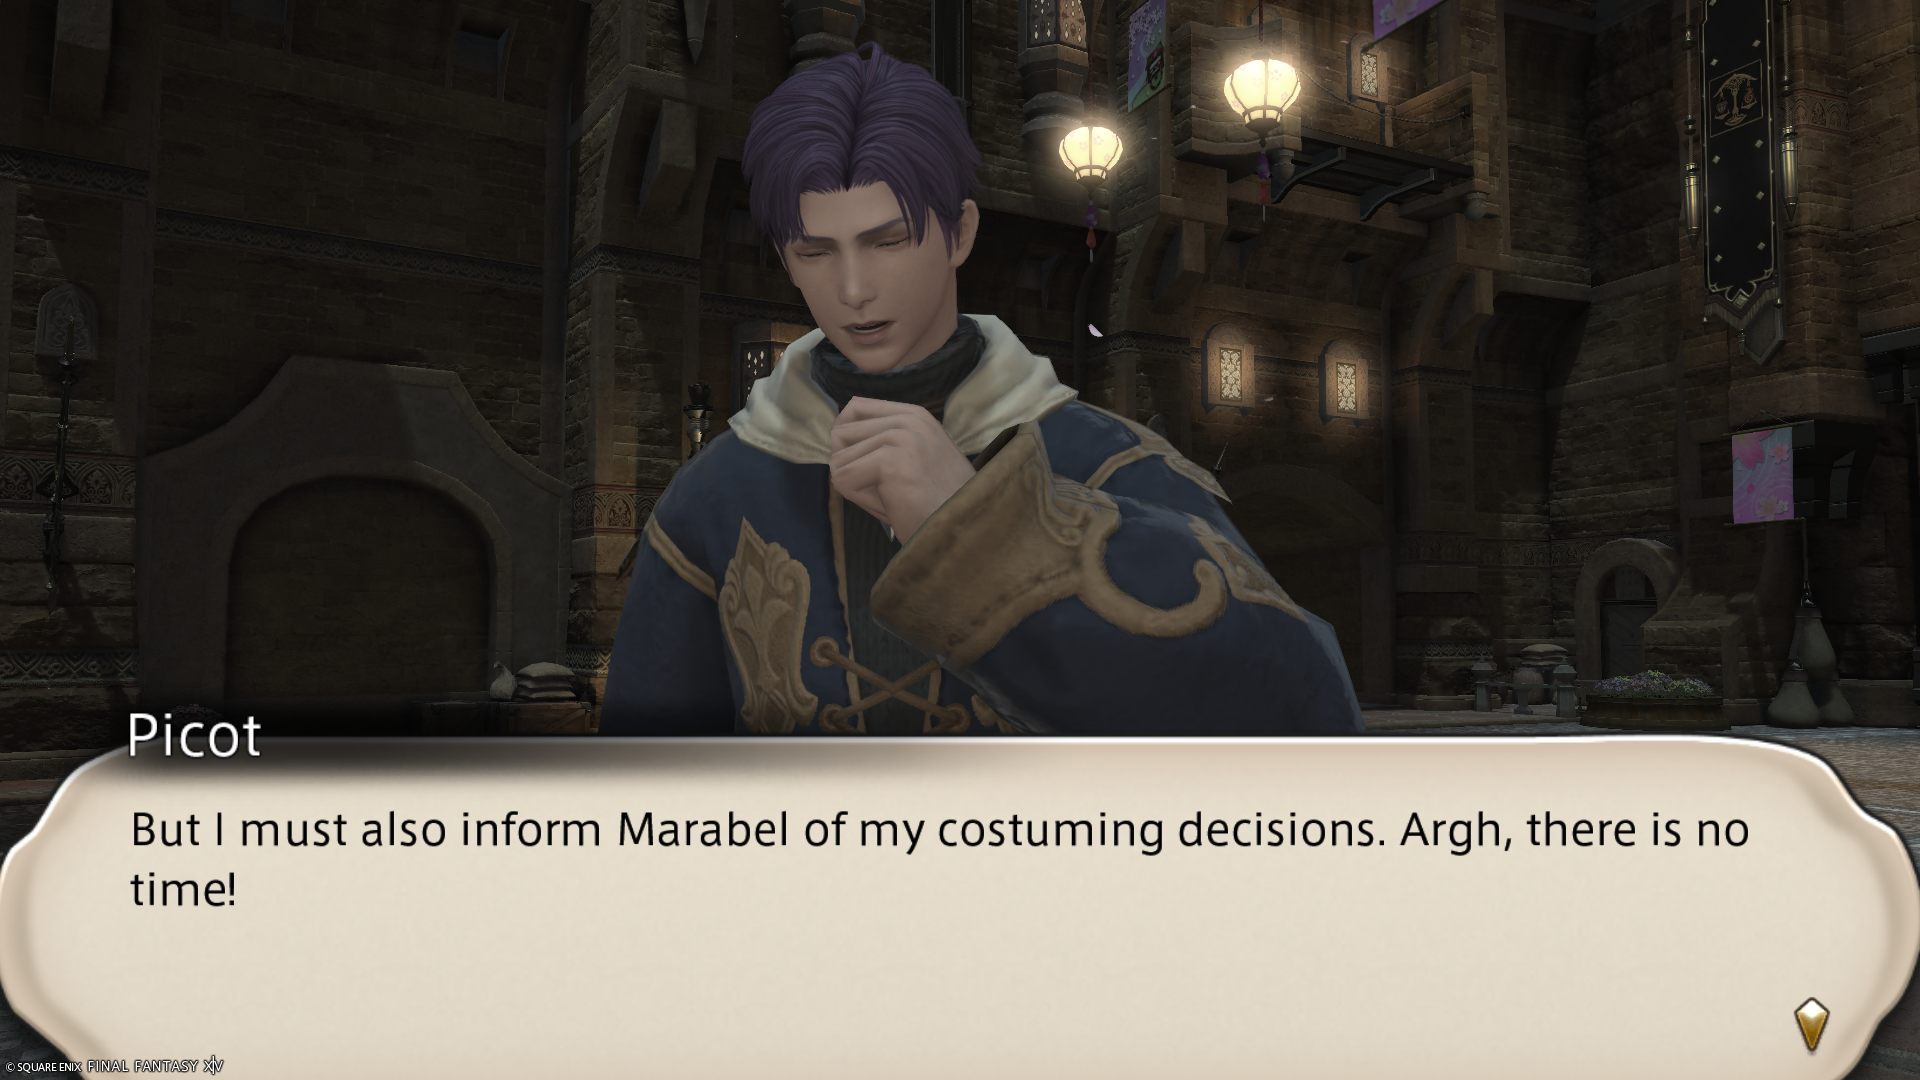 Picot
But I must also inform Marabel of my costuming decisions. Argh, there is no
time!
© SQUARE ENIX FINAL FANTASY XIV